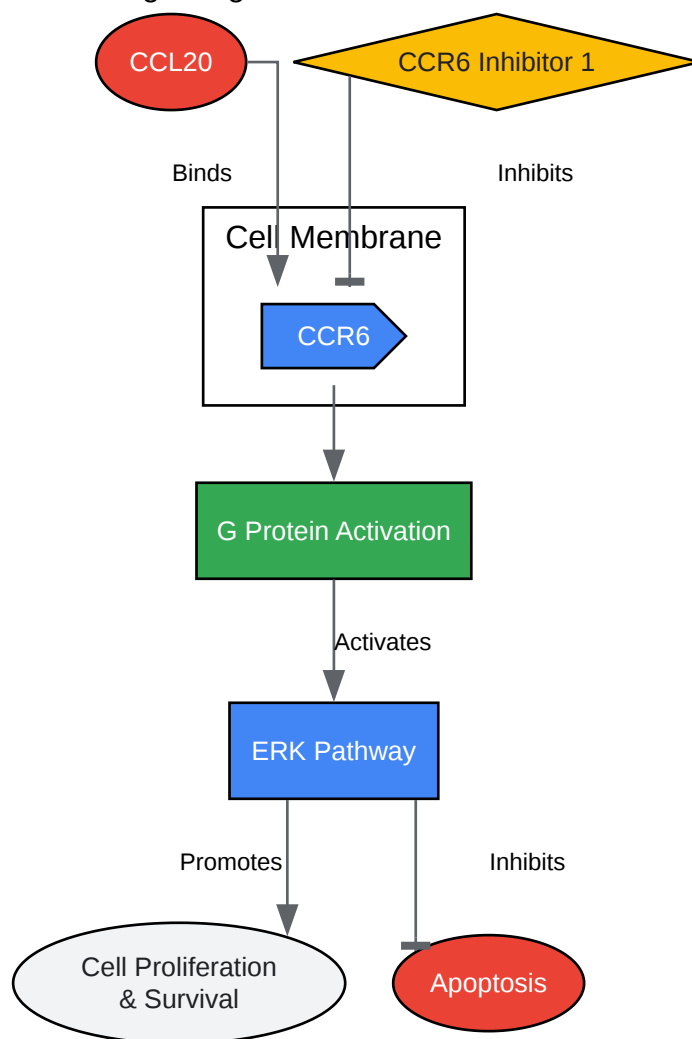 CCL20
CCR6 Inhibitor 1
Binds
Inhibits
Cell Membrane
CCR6
G Protein Activation
Activates
ERK Pathway
Promotes
Inhibits
Cell Proliferation
& Survival
Apoptosis